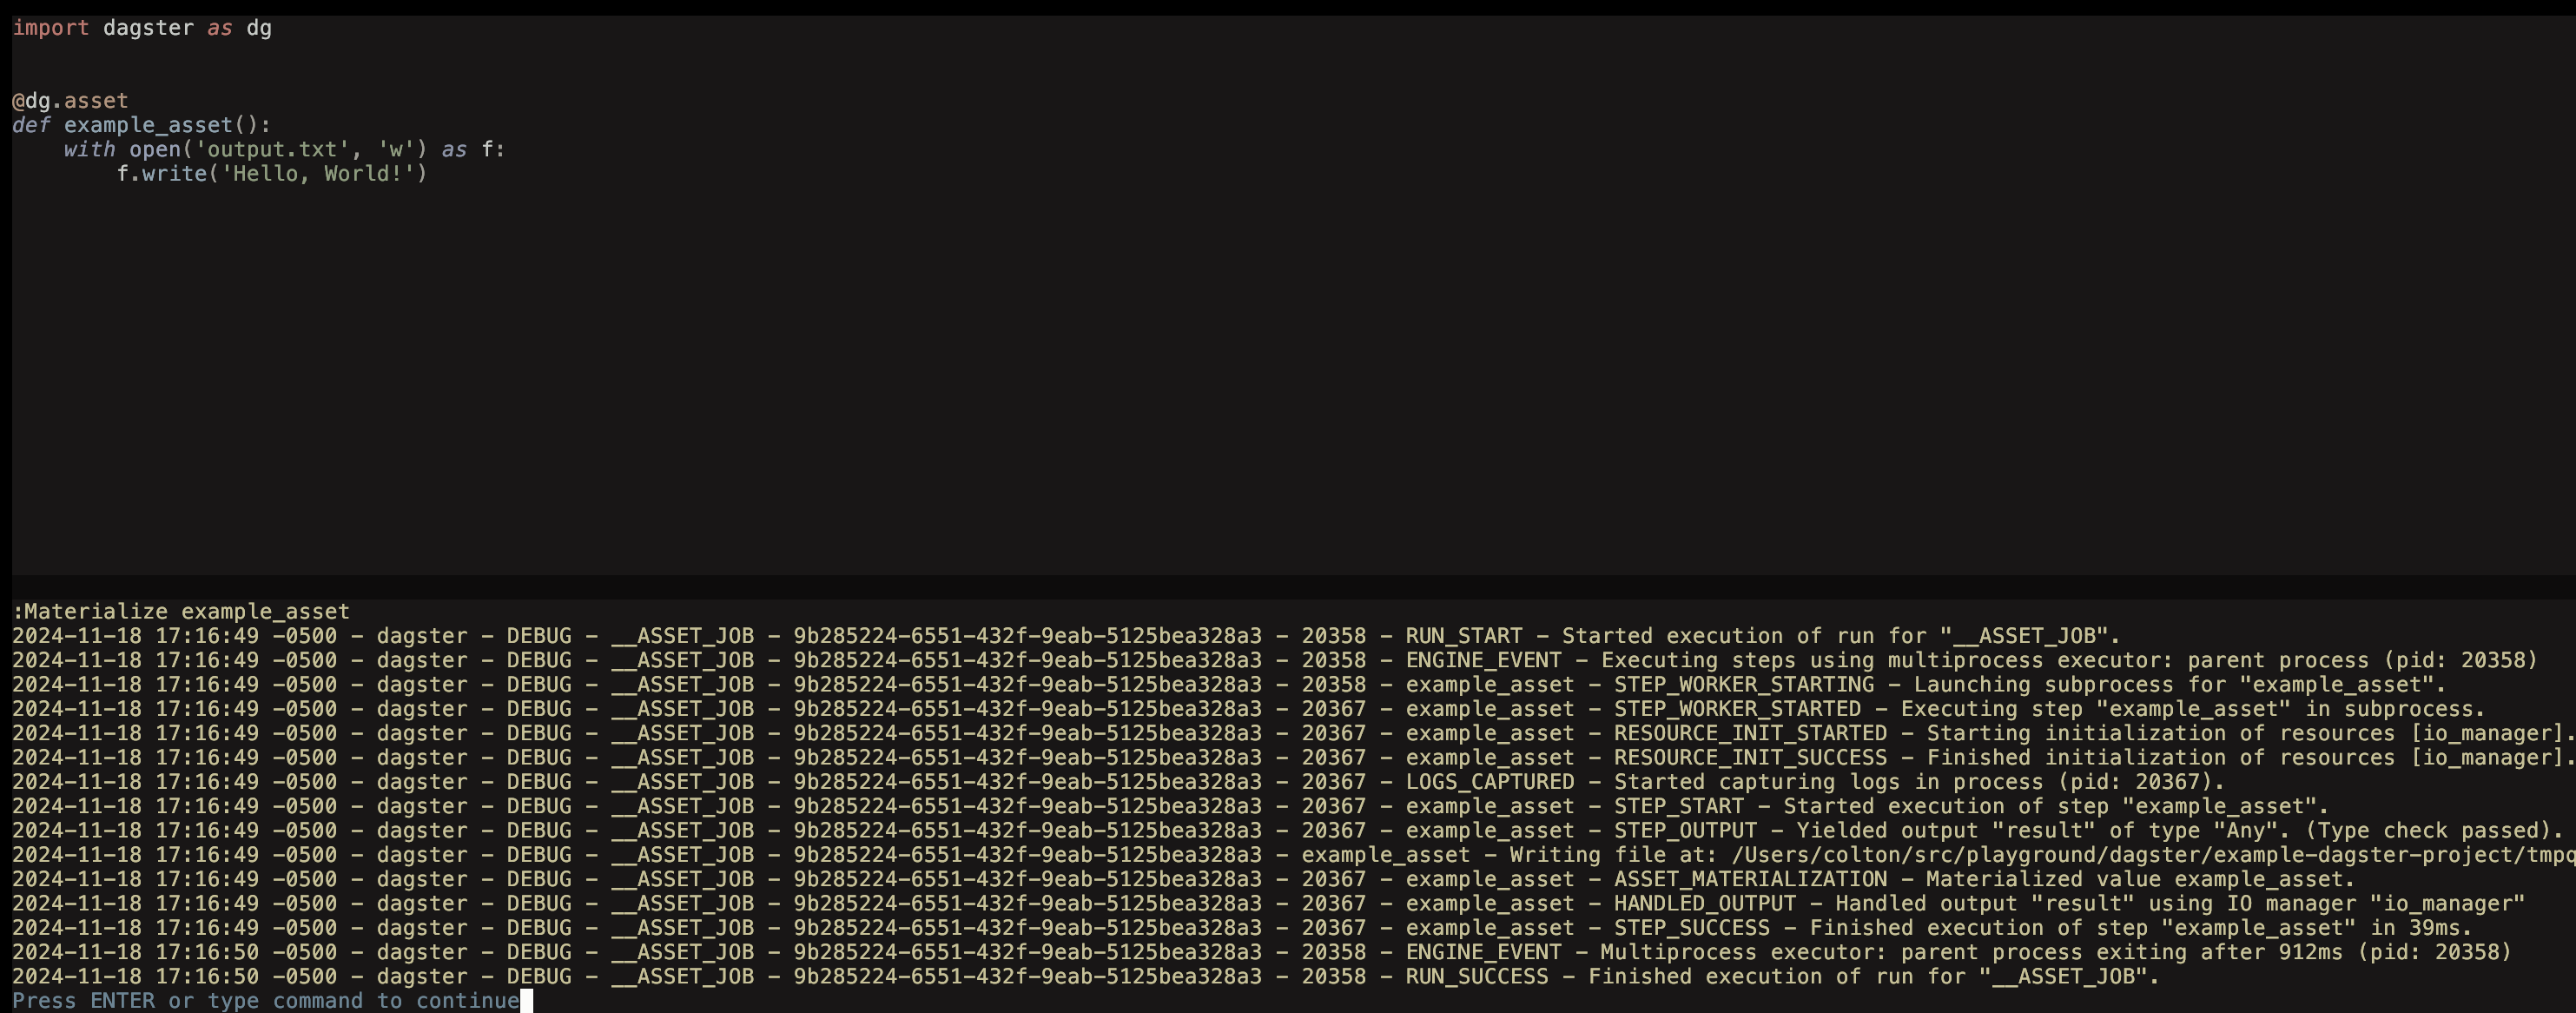 import dagster as dg
@dg.asset
def example_asset():
    with open('output.txt', 'w') as f:
        f.write('Hello, World!')
:Materialize example_asset
2024-11-18 17:16:49 -0500 - dagster - DEBUG - __ASSET_JOB - 9b285224-6551-432f-9eab-5125bea328a3 - 20358 - RUN_START - Started execution of run for "__ASSET_JOB".
2024-11-18 17:16:49 -0500 - dagster - DEBUG - __ASSET_JOB - 9b285224-6551-432f-9eab-5125bea328a3 - 20358 - ENGINE_EVENT - Executing steps using multiprocess executor: parent process (pid: 20358)
2024-11-18 17:16:49 -0500 - dagster - DEBUG - __ASSET_JOB - 9b285224-6551-432f-9eab-5125bea328a3 - 20358 - example_asset - STEP_WORKER_STARTING - Launching subprocess for "example_asset".
2024-11-18 17:16:49 -0500 - dagster - DEBUG - __ASSET_JOB - 9b285224-6551-432f-9eab-5125bea328a3 - 20367 - example_asset - STEP_WORKER_STARTED - Executing step "example_asset" in subprocess.
2024-11-18 17:16:49 -0500 - dagster - DEBUG - __ASSET_JOB - 9b285224-6551-432f-9eab-5125bea328a3 - 20367 - example_asset - RESOURCE_INIT_STARTED - Starting initialization of resources [io_manager].
2024-11-18 17:16:49 -0500 - dagster - DEBUG - __ASSET_JOB - 9b285224-6551-432f-9eab-5125bea328a3 - 20367 - example_asset - RESOURCE_INIT_SUCCESS - Finished initialization of resources [io_manager].
2024-11-18 17:16:49 -0500 - dagster - DEBUG - __ASSET_JOB - 9b285224-6551-432f-9eab-5125bea328a3 - 20367 - LOGS_CAPTURED - Started capturing logs in process (pid: 20367).
2024-11-18 17:16:49 -0500 - dagster - DEBUG - __ASSET_JOB - 9b285224-6551-432f-9eab-5125bea328a3 - 20367 - example_asset - STEP_START - Started execution of step "example_asset".
2024-11-18 17:16:49 -0500 - dagster - DEBUG - __ASSET_JOB - 9b285224-6551-432f-9eab-5125bea328a3 - 20367 - example_asset - STEP_OUTPUT - Yielded output "result" of type "Any". (Type check passed).
2024-11-18 17:16:49 -0500 - dagster - DEBUG - __ASSET_JOB - 9b285224-6551-432f-9eab-5125bea328a3 - example_asset - Writing file at: /Users/colton/src/playground/dagster/example-dagster-project/tmpq
2024-11-18 17:16:49 -0500 - dagster - DEBUG - __ASSET_JOB - 9b285224-6551-432f-9eab-5125bea328a3 - 20367 - example_asset - ASSET_MATERIALIZATION - Materialized value example_asset.
2024-11-18 17:16:49 -0500 - dagster - DEBUG - __ASSET_JOB - 9b285224-6551-432f-9eab-5125bea328a3 - 20367 - example_asset - HANDLED_OUTPUT - Handled output "result" using IO manager "io_manager"
2024-11-18 17:16:49 -0500 - dagster - DEBUG - __ASSET_JOB - 9b285224-6551-432f-9eab-5125bea328a3 - 20367 - example_asset - STEP_SUCCESS - Finished execution of step "example_asset" in 39ms.
2024-11-18 17:16:50 -0500 - dagster - DEBUG - __ASSET_JOB - 9b285224-6551-432f-9eab-5125bea328a3 - 20358 - ENGINE_EVENT - Multiprocess executor: parent process exiting after 912ms (pid: 20358)
2024-11-18 17:16:50 -0500 - dagster - DEBUG - __ASSET_JOB - 9b285224-6551-432f-9eab-5125bea328a3 - 20358 - RUN_SUCCESS - Finished execution of run for "__ASSET_JOB".
Press ENTER or type command to continue